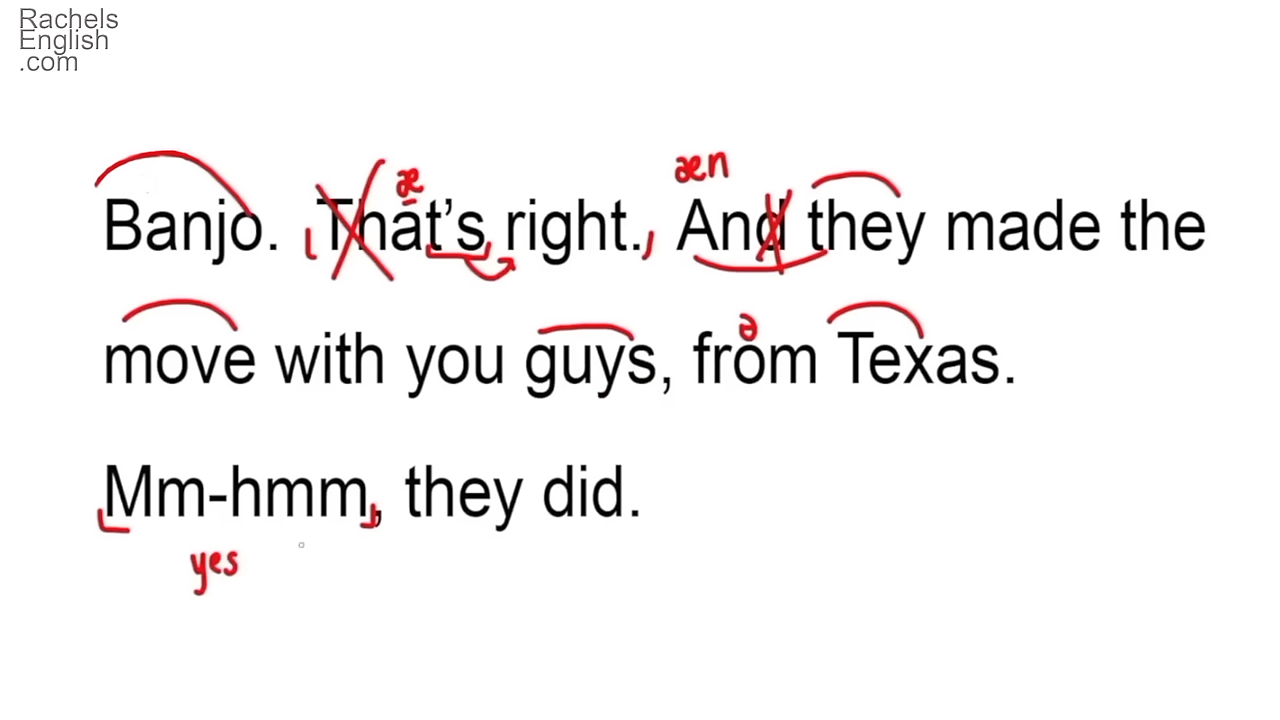 Rachels
English
.com
æ æn
Banjo. That's right., And they made the
ə
move with you guys, from Texas.
Mm-hmm, they did.
yes